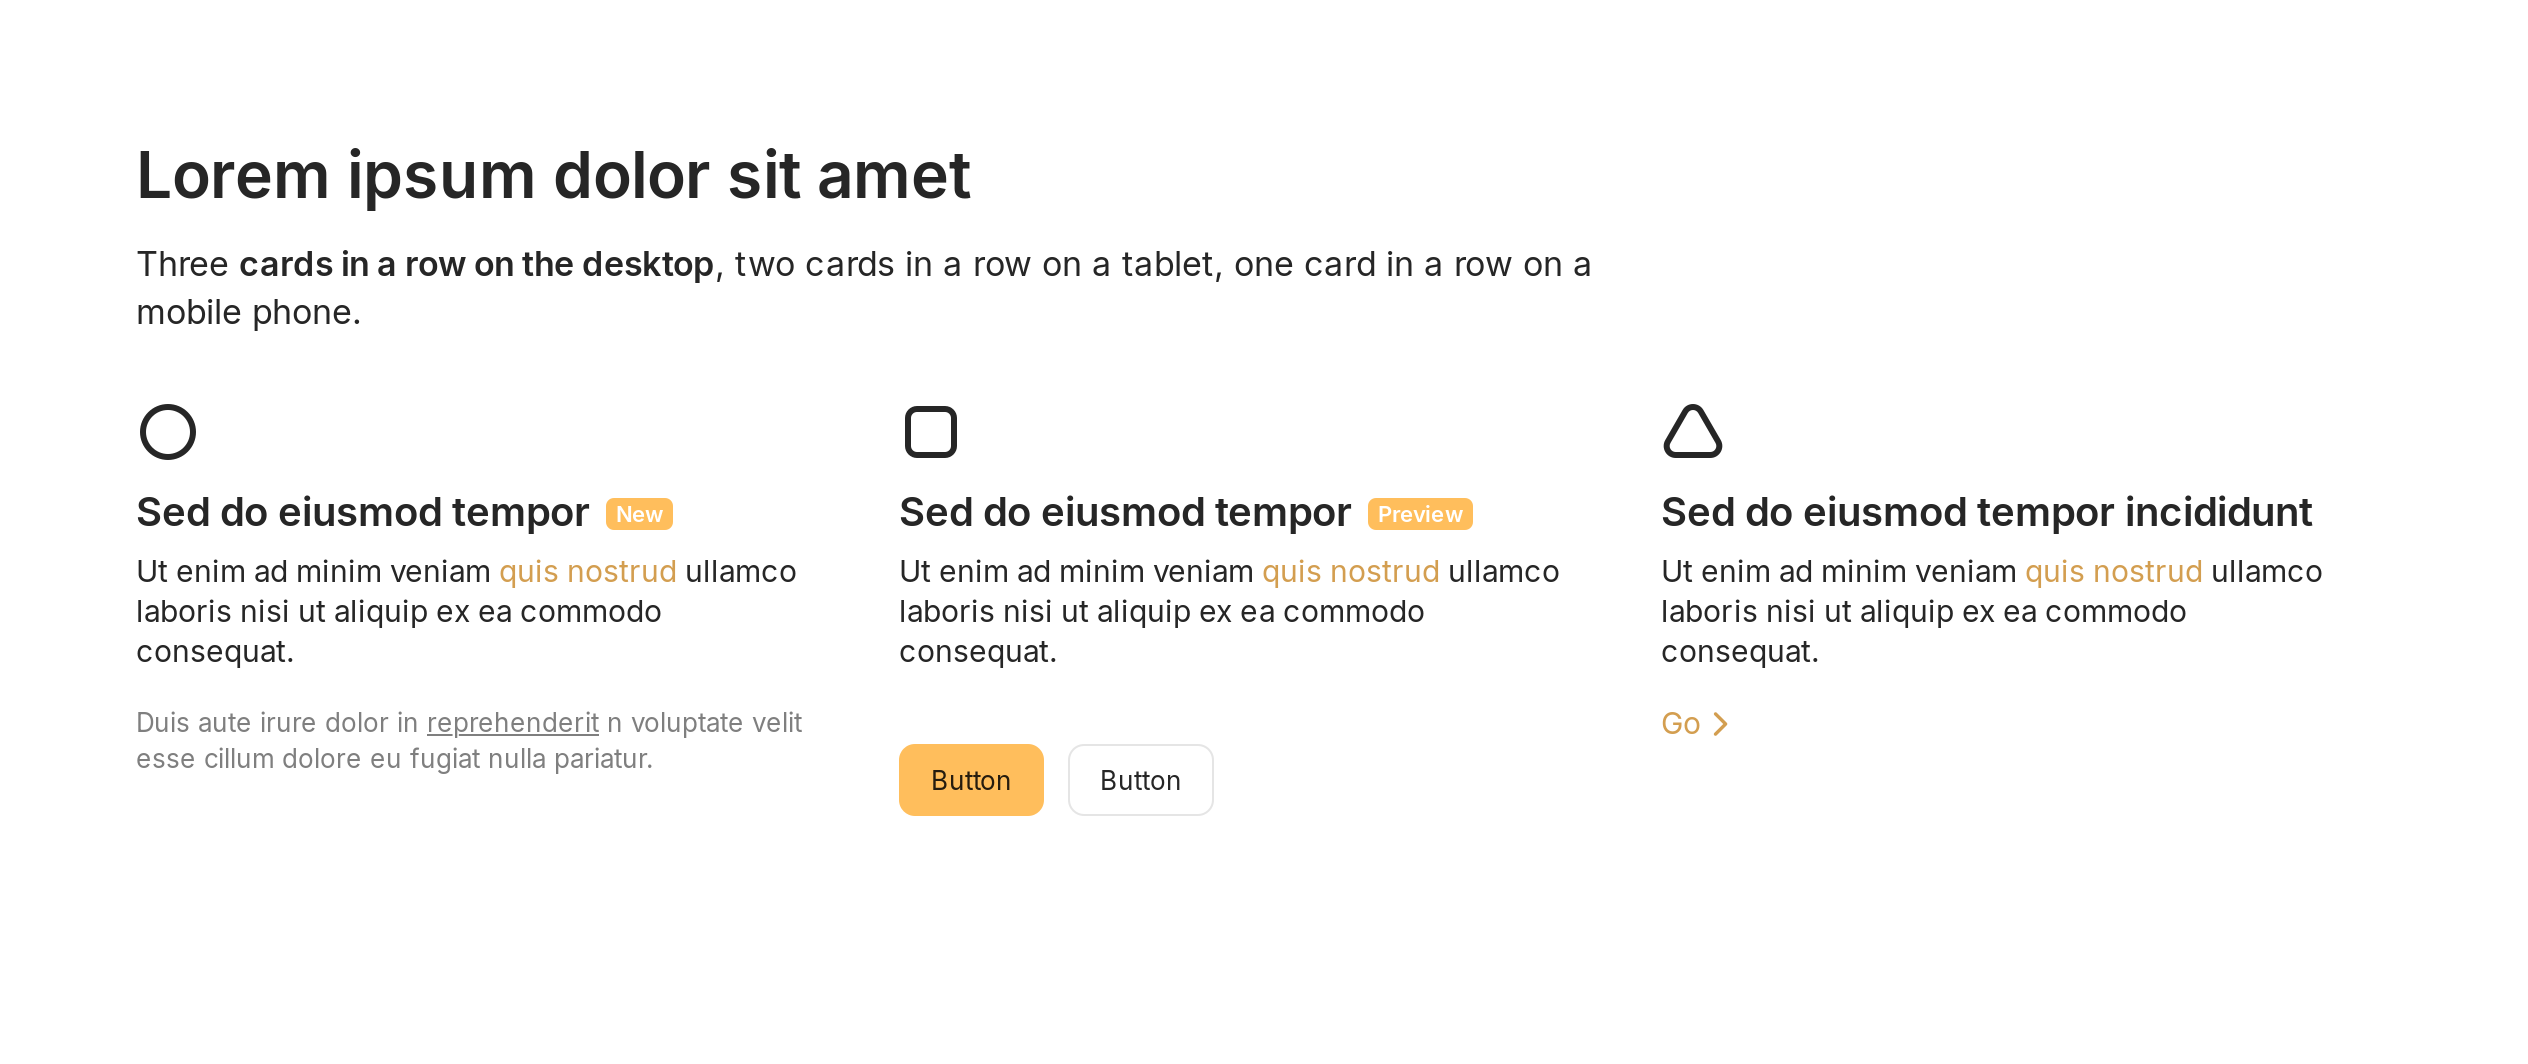 Lorem ipsum dolor sit amet
Three cards in a row on the desktop, two cards in a row on a tablet, one card in a row on a
mobile phone.
Sed do eiusmod tempor New
Ut enim ad minim veniam quis nostrud ullamco
laboris nisi ut aliquip ex ea commodo
consequat.
Duis aute irure dolor in reprehenderit n voluptate velit
esse cillum dolore eu fugiat nulla pariatur.
Sed do eiusmod tempor Preview
Ut enim ad minim veniam quis nostrud ullamco
laboris nisi ut aliquip ex ea commodo
consequat.
Button Button
Sed do eiusmod tempor incididunt
Ut enim ad minim veniam quis nostrud ullamco
laboris nisi ut aliquip ex ea commodo
consequat.
Go